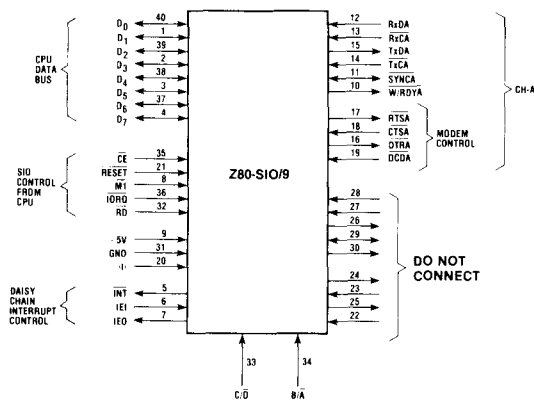 CPU
DATA
BUS
D0 40
D1 1
D2 39
D3 2
D4 38
D5 3
D6 37
D7 4
SIO
CONTROL
FROM
CPU
CE 35
RESET 21
M1 8
IORQ 36
RD 32
5V 9
GND 31
Φ 20
DAISY
CHAIN
INTERRUPT
CONTROL
INT 5
IEI 6
IEO 7
Z80-SIO/9
12 RxDA
13 RxCA
15 TxDA
14 TxCA
11 SYNCA
10 W/RDYA
17 RTSA
18 CTSA
16 DTRA
19 DCDA
MODEM
CONTROL
CH-A
28
27
26
29
30
24
23
25
22
DO NOT
CONNECT
33
34
C/D
B/A